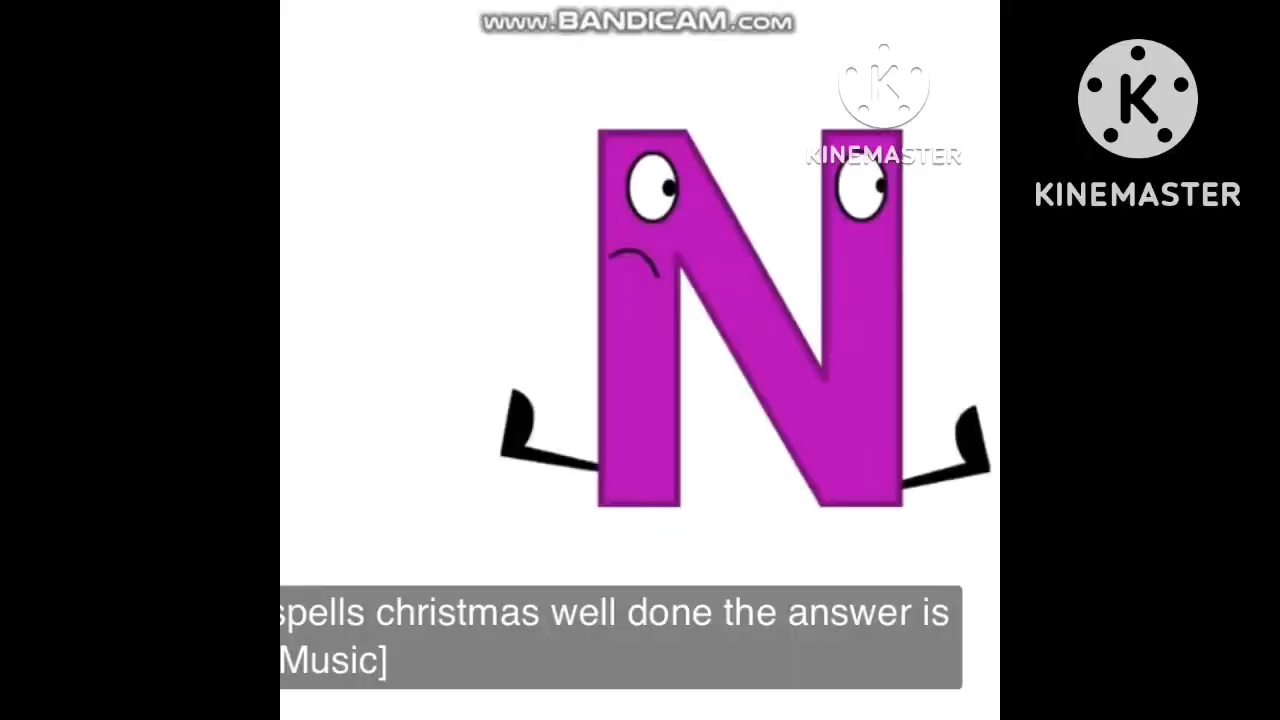 www.BANDICAM.com
K
KINEMASTER
K
KINEMASTER
N
spells christmas well done the answer is
Music]